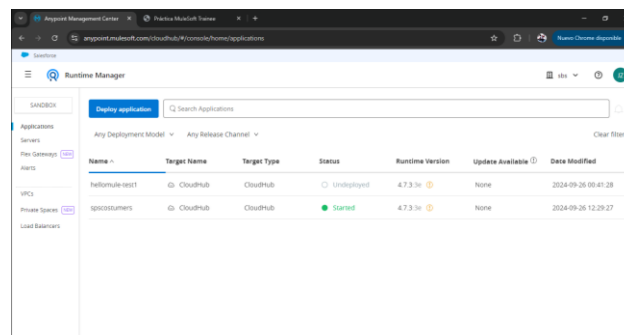 Anypoint Management Center
Práctica MuleSoft Trainee
anypoint.mulesoft.com/cloudhub/#/console/home/applications
Nuevo Chrome disponible
Salesforce
Runtime Manager
SANDBOX
Deploy application
Search Applications
Applications
Servers
Flex Gateways NEW
Alerts
VPCs
Private Spaces NEW
Load Balancers
Any Deployment Model
Any Release Channel
Clear filter
Name Target Name Target Type Status Runtime Version Update Available Date Modified
hellomule-test1 CloudHub CloudHub Undeployed 4.7.3:3e None 2024-09-26 00:41:28
spscostumers CloudHub CloudHub Started 4.7.3:3e None 2024-09-26 12:29:27